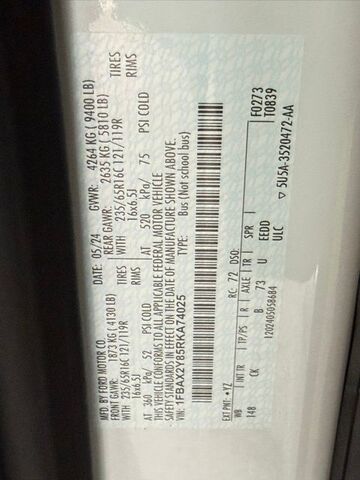 MFD. BY FORD MOTOR CO.
05/24 GVWR: 4264 KG ( 9400 LB)
FRONT GAWR: 1873 KG ( 4130 LB)
REAR GAWR: 2635 KG ( 5810 LB)
235/65R16C 121/119R TIRES WITH
235/65R16C 121/119R TIRES
16x6.5J RIMS
16x6.5J RIMS
AT 360 kPa/ 52 PSI COLD
AT 520 kPa/ 75 PSI COLD
THIS VEHICLE CONFORMS TO ALL APPLICABLE FEDERAL MOTOR VEHICLE
SAFETY STANDARDS IN EFFECT ON THE DATE OF MANUFACTURE SHOWN ABOVE.
VIN: 1FBAX2Y85RKA74025
TYPE: Bus (Not school bus)
F0273
T0839
EXT PNT: YZ RC: 72 DSO:
WB INT TR TP/PS R AXLE TR SPR
148 CK B 73 U EEDD
ULC
12024050586B4
▽ 5U5A-3520472-AA